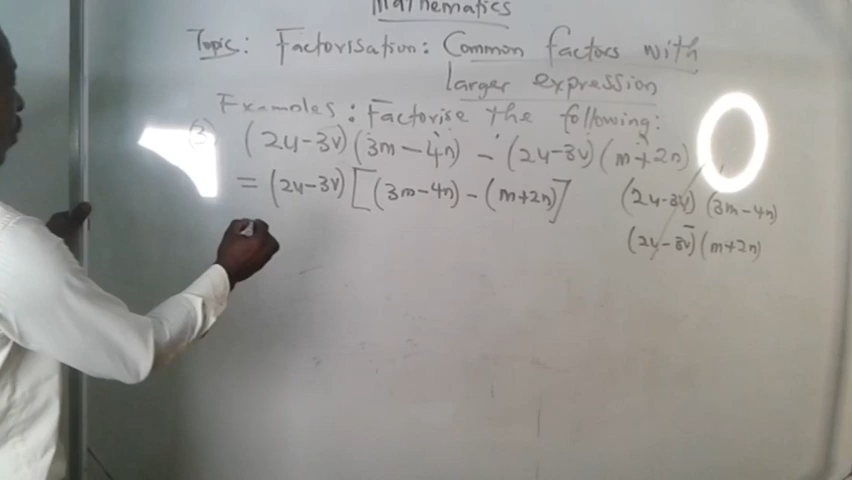 Mathematics
Topic: Factorisation: Common factors with
larger expression
Examples: Factorise the following:
(3) (2u-3v)(3m-4n) - (2u-3v)(m+2n)
= (2u-3v)[(3m-4n)-(m+2n)]
(2u-3v)(3m-4n)
(2u-3v)(m+2n)